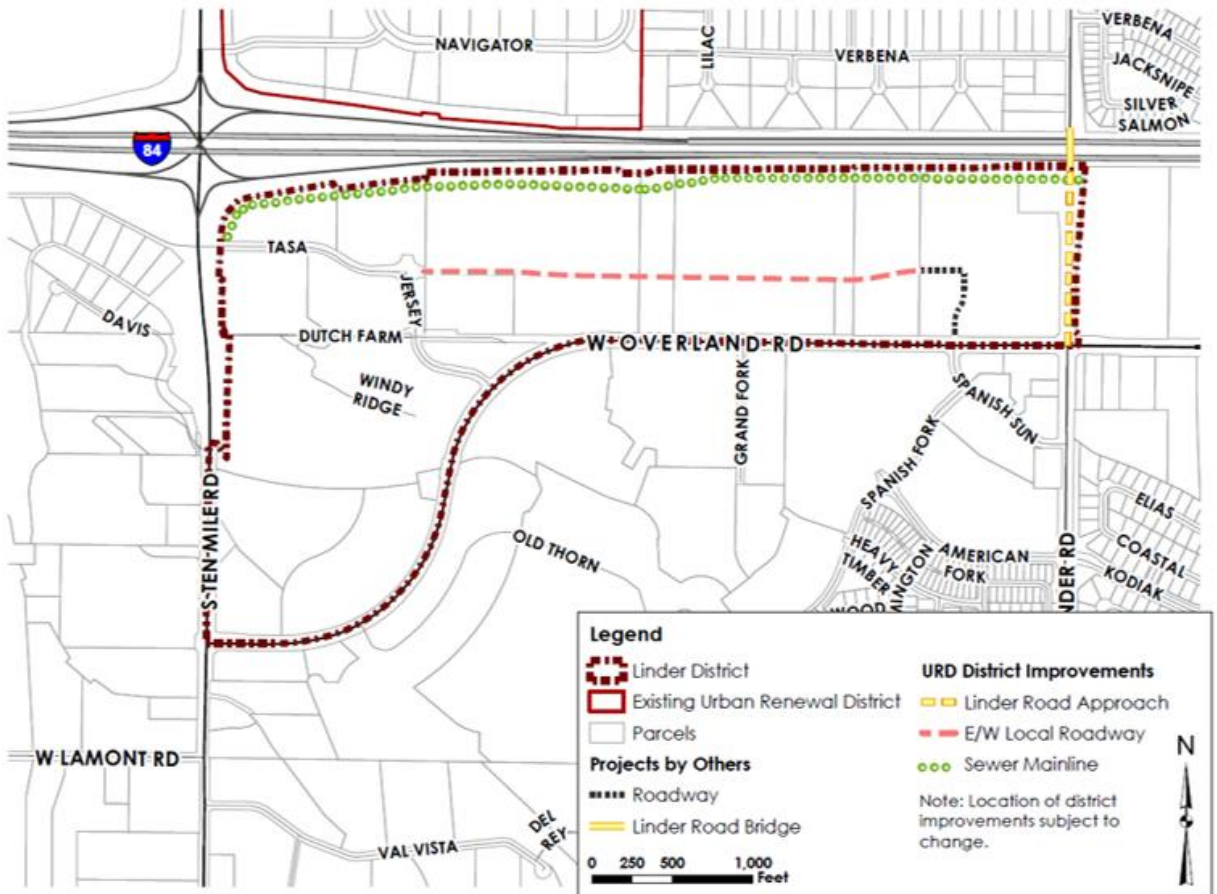 NAVIGATOR
LILAC
VERBENA
VERBENA
JACKSNIPE
SILVER
SALMON
84
TASA
JERSEY
DAVIS
DUTCH FARM
W OVERLAND RD
WINDY
RIDGE
GRAND FORK
SPANISH SUN
SPANISH FORK
S TEN MILE RD
OLD THORN
HEAVY
TIMBER
MINGTON
AMERICAN
FORK
ELIAS
COASTAL
KODIAK
NDER RD
WOOD
W LAMONT RD
VAL VISTA
DEL
REY
Legend
Linder District
Existing Urban Renewal District
Parcels
Projects by Others
Roadway
Linder Road Bridge
0 250 500 1,000
Feet
URD District Improvements
Linder Road Approach
E/W Local Roadway
Sewer Mainline
Note: Location of district
improvements subject to
change.
N